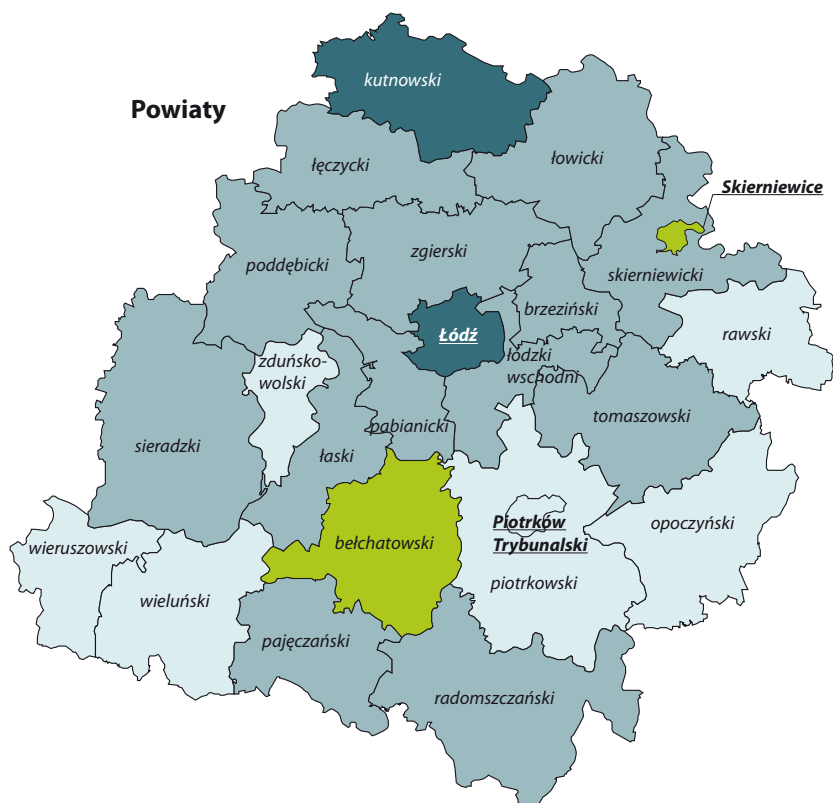 kutnowski
Powiaty
łęczycki
łowicki
Skierniewice
poddębicki
zgierski
skierniewicki
brzeziński
rawski
Łódź
zduńsko-
wolski
łódzki
wschodni
tomaszowski
pabianicki
sieradzki
łaski
Piotrków
Trybunalski
opoczyński
bełchatowski
wieruszowski
piotrkowski
wieluński
pajęczański
radomszczański